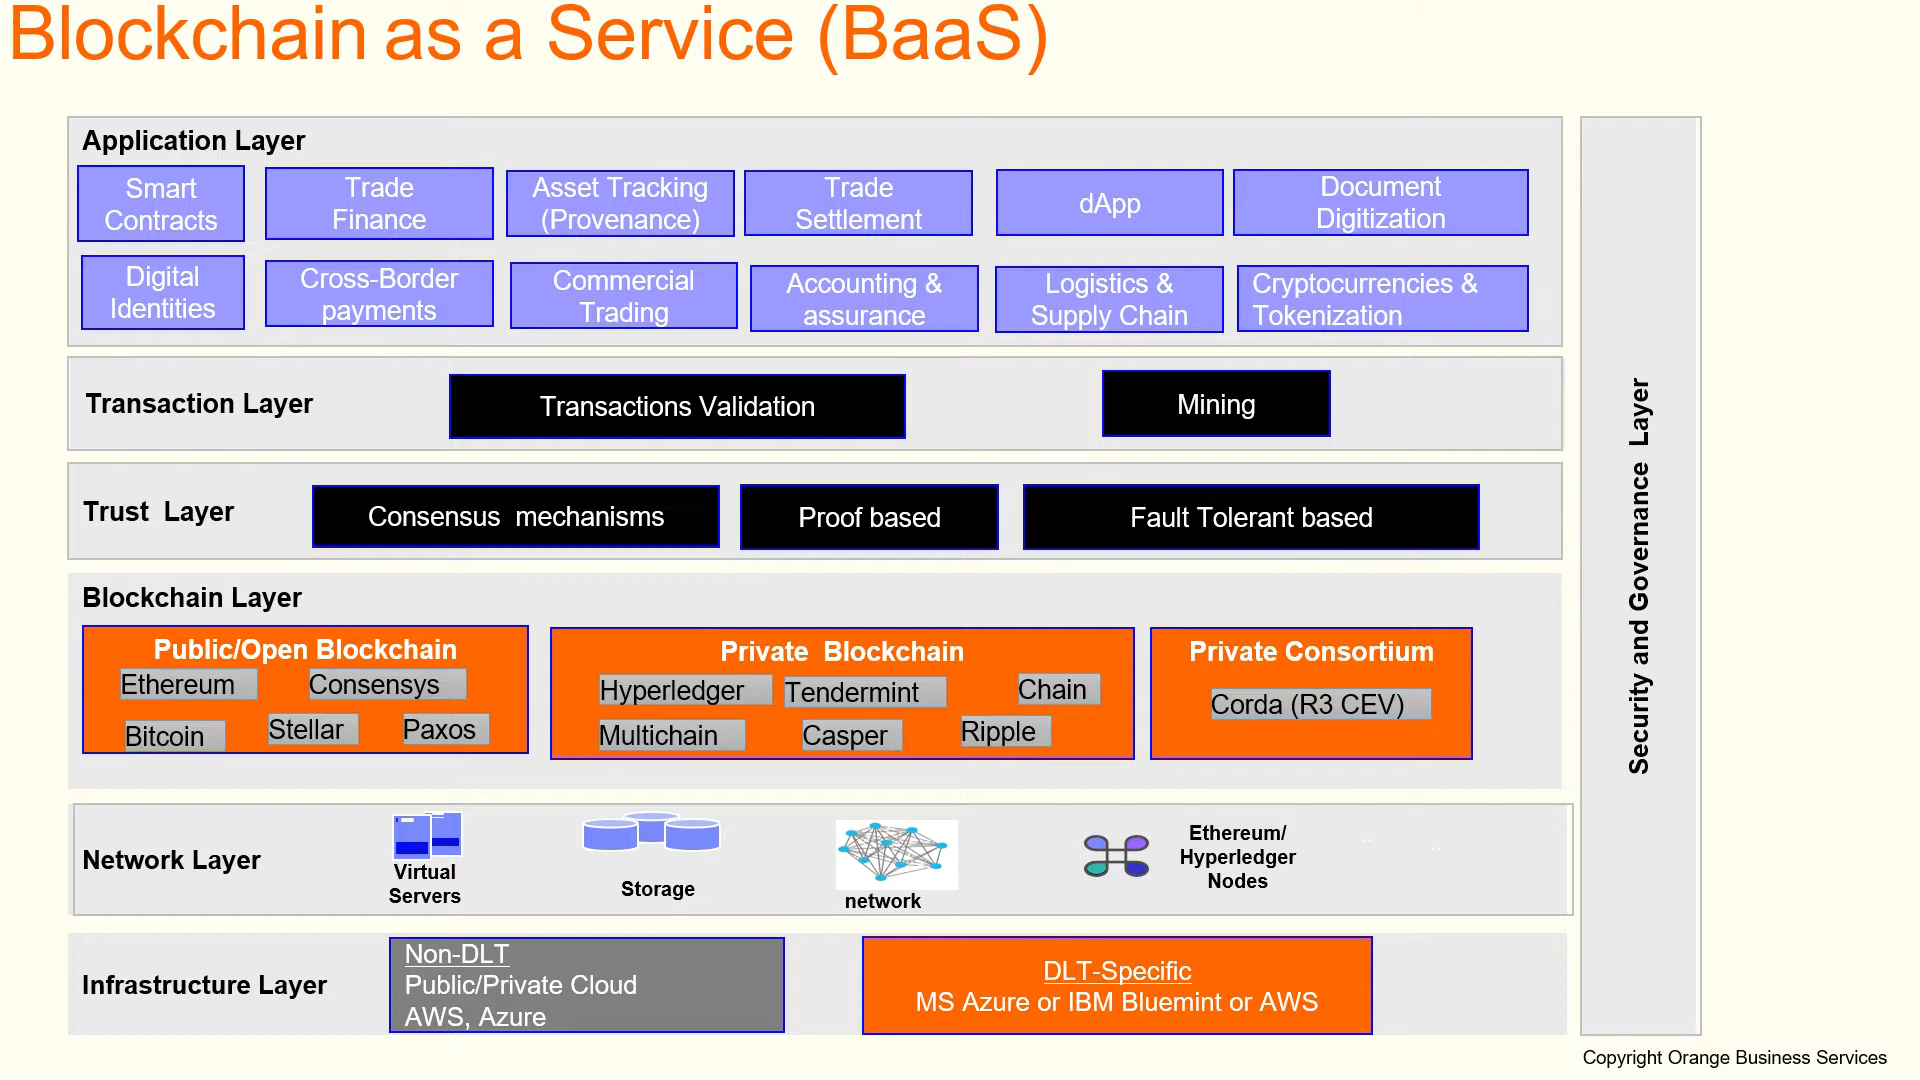 Blockchain as a Service (BaaS)
Application Layer
Smart
Contracts
Trade
Finance
Asset Tracking
(Provenance)
Trade
Settlement
dApp
Document
Digitization
Digital
Identities
Cross-Border
payments
Commercial
Trading
Accounting &
assurance
Logistics &
Supply Chain
Cryptocurrencies &
Tokenization
Transaction Layer
Transactions Validation
Mining
Trust Layer
Consensus mechanisms
Proof based
Fault Tolerant based
Blockchain Layer
Public/Open Blockchain
Ethereum
Consensys
Bitcoin
Stellar
Paxos
Private Blockchain
Hyperledger
Tendermint
Chain
Multichain
Casper
Ripple
Private Consortium
Corda (R3 CEV)
Network Layer
Virtual
Servers
Storage
network
Ethereum/
Hyperledger
Nodes
Infrastructure Layer
Non-DLT
Public/Private Cloud
AWS, Azure
DLT-Specific
MS Azure or IBM Bluemint or AWS
Security and Governance Layer
Copyright Orange Business Services